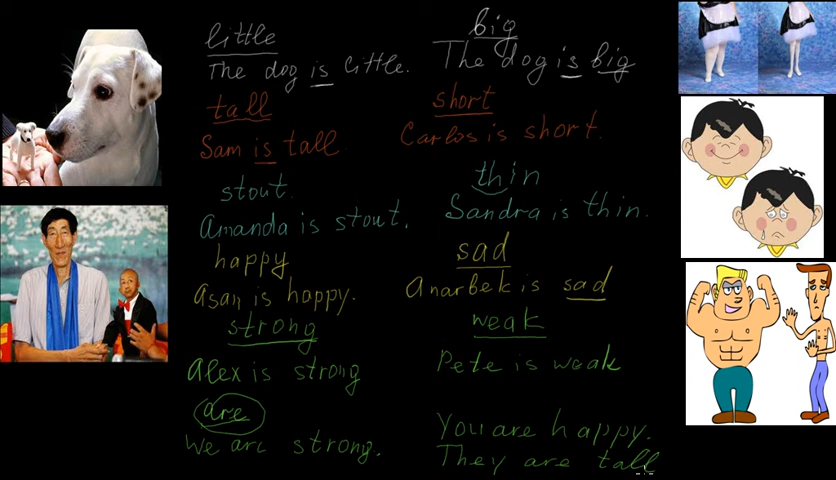 little
The dog is little.
big
The dog is big
tall
Sam is tall.
short
Carlos is short.
stout.
Amanda is stout.
thin
Sandra is thin.
happy
Asan is happy.
sad
Anarbek is sad
strong
Alex is strong
weak
Pete is weak
are
We are strong.
You are happy.
They are tall